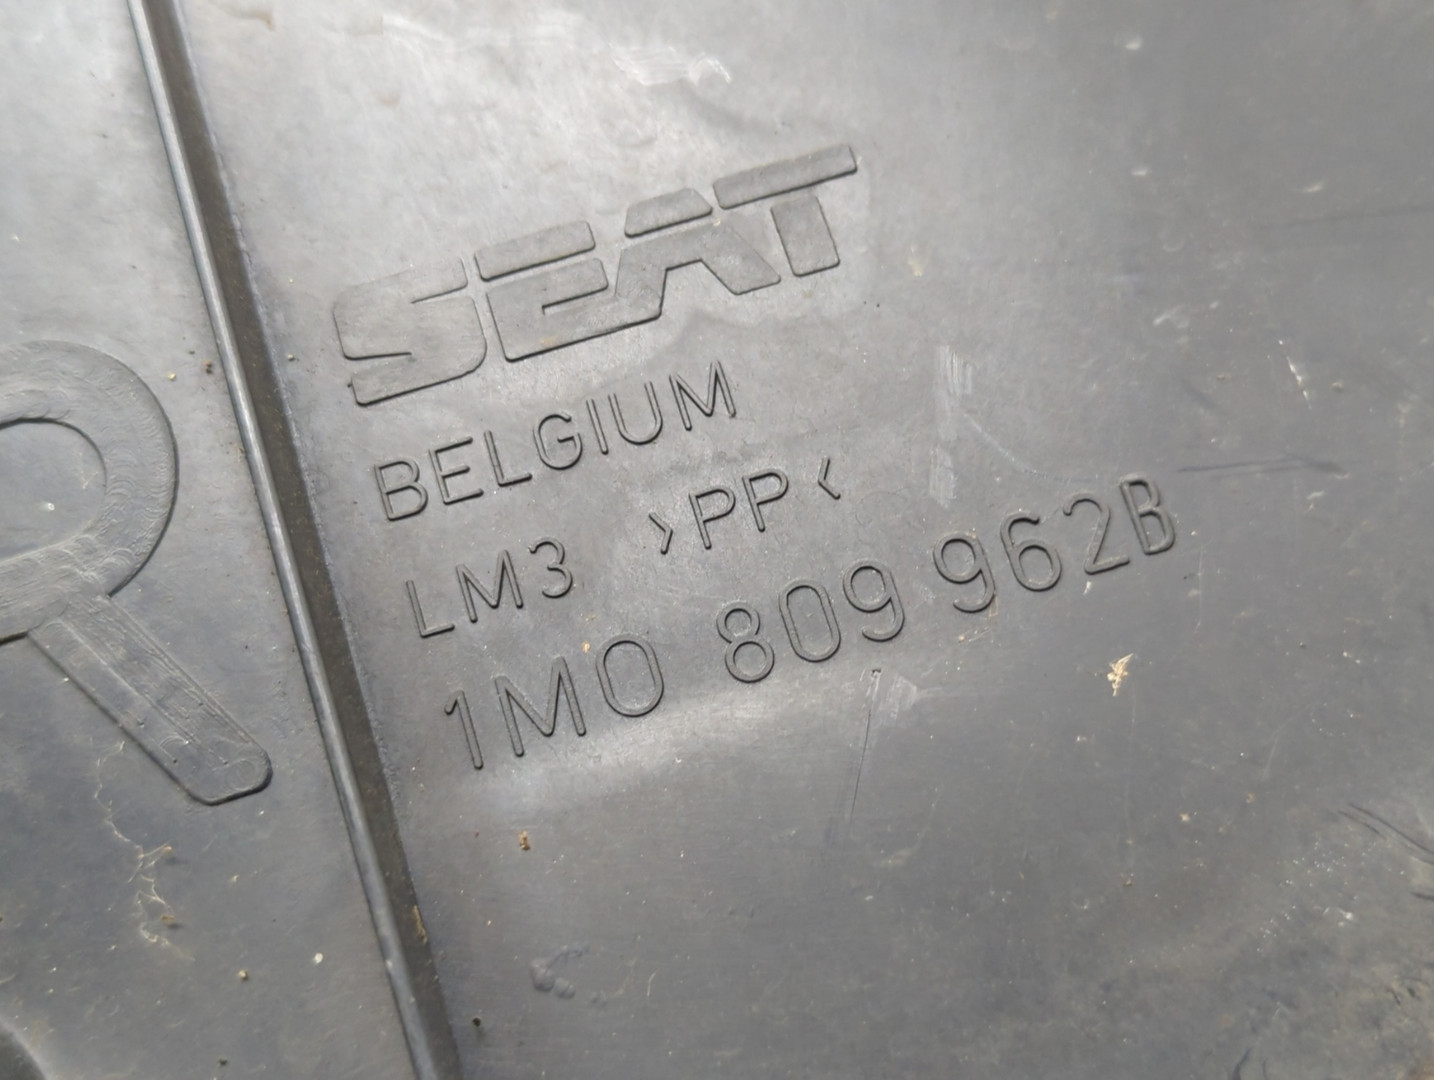 R
SEAT
BELGIUM
LM3 >PP<
1M0 809 962B